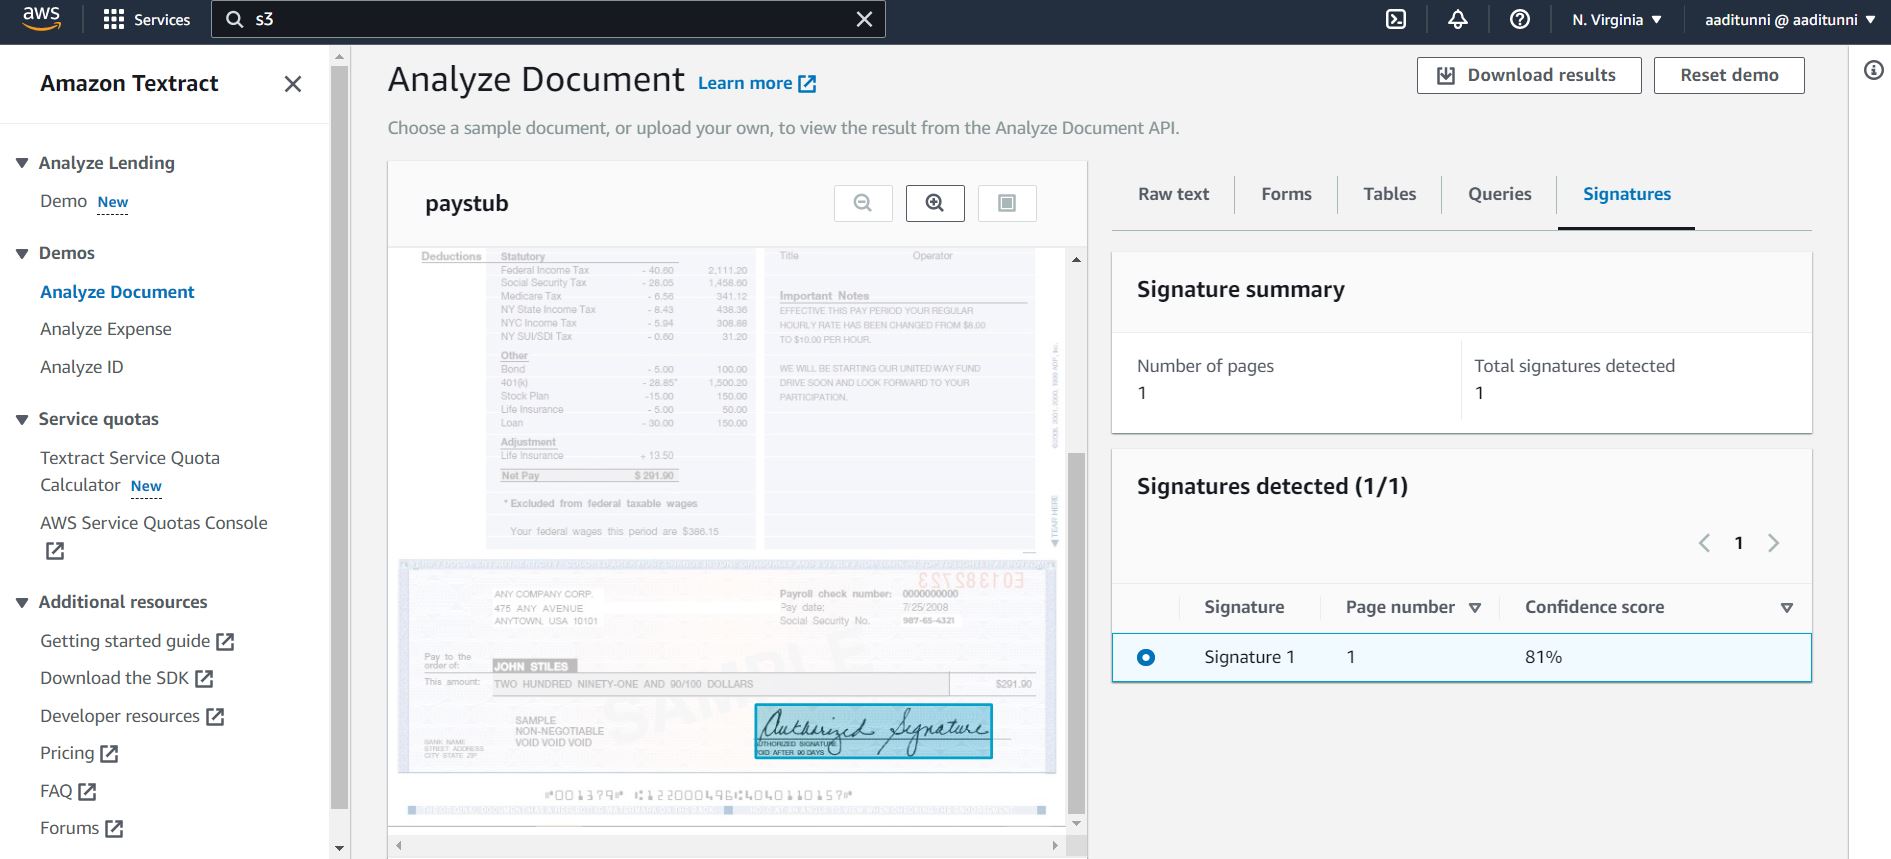 aws
Services
s3
N. Virginia
aaditunni @ aaditunni
Amazon Textract
Analyze Lending
Demo New
Demos
Analyze Document
Analyze Expense
Analyze ID
Service quotas
Textract Service Quota
Calculator New
AWS Service Quotas Console
Additional resources
Getting started guide
Download the SDK
Developer resources
Pricing
FAQ
Forums
Analyze Document Learn more
Download results
Reset demo
Choose a sample document, or upload your own, to view the result from the Analyze Document API.
paystub
Deductions Statutory
Federal Income Tax - 40.60 2,111.20
Social Security Tax - 28.05 1,458.60
Medicare Tax - 6.56 341.12
NY State Income Tax - 8.43 438.36
NYC Income Tax - 5.94 308.88
NY SUI/SDI Tax - 0.60 31.20
Other
Bond - 5.00 100.00
401(k) - 28.85* 1,500.20
Stock Plan -15.00 150.00
Life Insurance - 5.00 50.00
Loan - 30.00 150.00
Adjustment
Life Insurance + 13.50
Net Pay $ 291.90
* Excluded from federal taxable wages
Your federal wages this period are $386.15
Title Operator
Important Notes
EFFECTIVE THIS PAY PERIOD YOUR REGULAR
HOURLY RATE HAS BEEN CHANGED FROM $8.00
TO $10.00 PER HOUR.
WE WILL BE STARTING OUR UNITED WAY FUND
DRIVE SOON AND LOOK FORWARD TO YOUR
PARTICIPATION.
TEAR HERE
E01382723
ANY COMPANY CORP.
475 ANY AVENUE
ANYTOWN, USA 10101
Payroll check number: 0000000000
Pay date: 7/25/2008
Social Security No. 987-65-4321
Pay to the
order of: JOHN STILES
This amount: TWO HUNDRED NINETY-ONE AND 90/100 DOLLARS $291.90
SAMPLE
SAMPLE
NON-NEGOTIABLE
VOID VOID VOID
BANK NAME
STREET ADDRESS
CITY STATE ZIP
Authorized Signature
AUTHORIZED SIGNATURE
VOID AFTER 90 DAYS
⑈001379⑈ ⑆122000496⑆4040110157⑈
Raw text
Forms
Tables
Queries
Signatures
Signature summary
Number of pages
1
Total signatures detected
1
Signatures detected (1/1)
1
Signature Page number Confidence score
Signature 1 1 81%